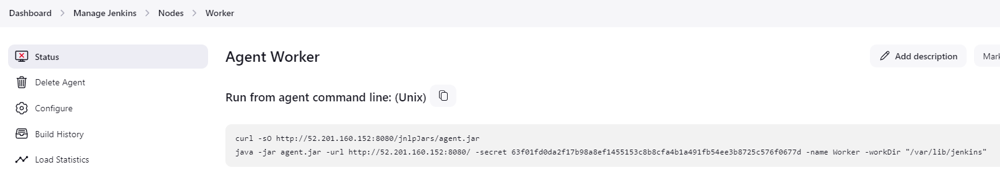 Dashboard > Manage Jenkins > Nodes > Worker
Status
Delete Agent
Configure
Build History
Load Statistics
Agent Worker
Add description
Mark
Run from agent command line: (Unix)
curl -sO http://52.201.160.152:8080/jnlpJars/agent.jar
java -jar agent.jar -url http://52.201.160.152:8080/ -secret 63f01fd0da2f17b98a8ef1455153c8b8cfa4b1a491fb54ee3b8725c576f0677d -name Worker -workDir "/var/lib/jenkins"